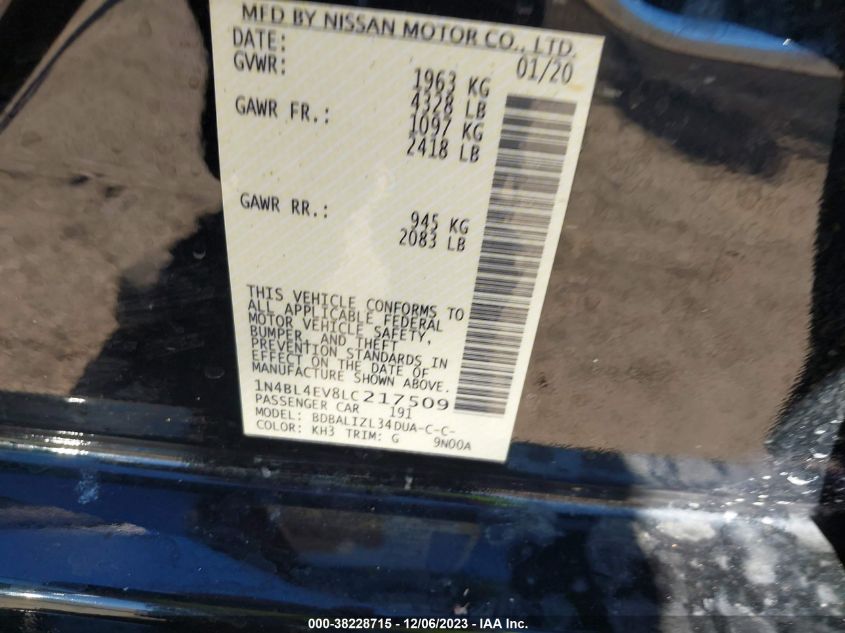 MFD BY NISSAN MOTOR CO., LTD.
DATE: 01/20
GVWR: 1963 KG
4328 LB
GAWR FR.: 1097 KG
2418 LB
GAWR RR.: 945 KG
2083 LB
THIS VEHICLE CONFORMS TO
ALL APPLICABLE FEDERAL
MOTOR VEHICLE SAFETY,
BUMPER, AND THEFT
PREVENTION STANDARDS IN
EFFECT ON THE DATE OF
MANUFACTURE SHOWN ABOVE.
1N4BL4EV8LC217509
PASSENGER CAR 191
MODEL: BDBALIZL34DUA-C-C-
COLOR: KH3 TRIM: G 9N00A
000-38228715 - 12/06/2023 - IAA Inc.